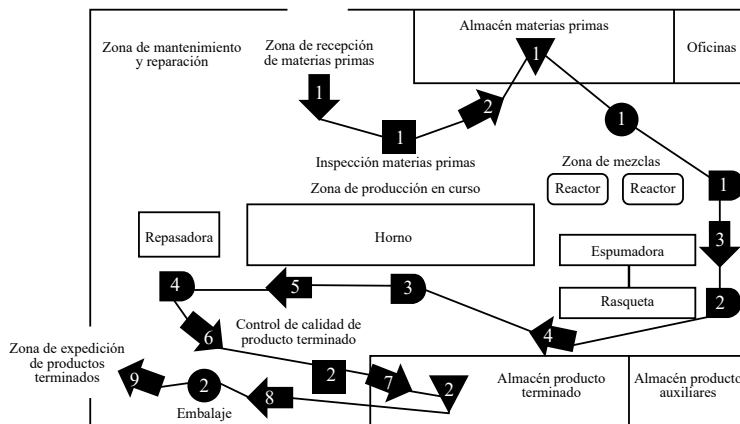 Zona de mantenimiento
y reparación
Zona de recepción
de materias primas
Almacén materias primas
Oficinas
1
1
2
1
1
Inspección materias primas
Zona de mezclas
Reactor
Reactor
1
Zona de producción en curso
Repasadora
Horno
Espumadora
3
Rasqueta
2
4
5
3
4
6
Control de calidad de
producto terminado
Zona de expedición
de productos
terminados
2
7
2
Almacén producto
terminado
Almacén producto
auxiliares
9
2
8
Embalaje